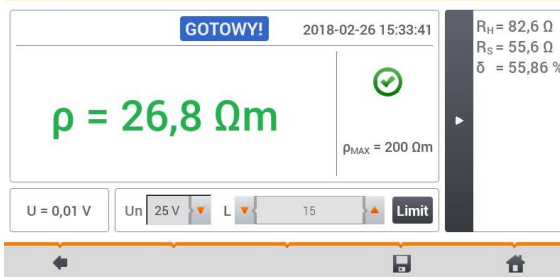 GOTOWY!
2018-02-26 15:33:41
ρ = 26,8 Ωm
ρMAX = 200 Ωm
U = 0,01 V
Un 25 V L 15 Limit
RH = 82,6 Ω
RS = 55,6 Ω
δ = 55,86 %